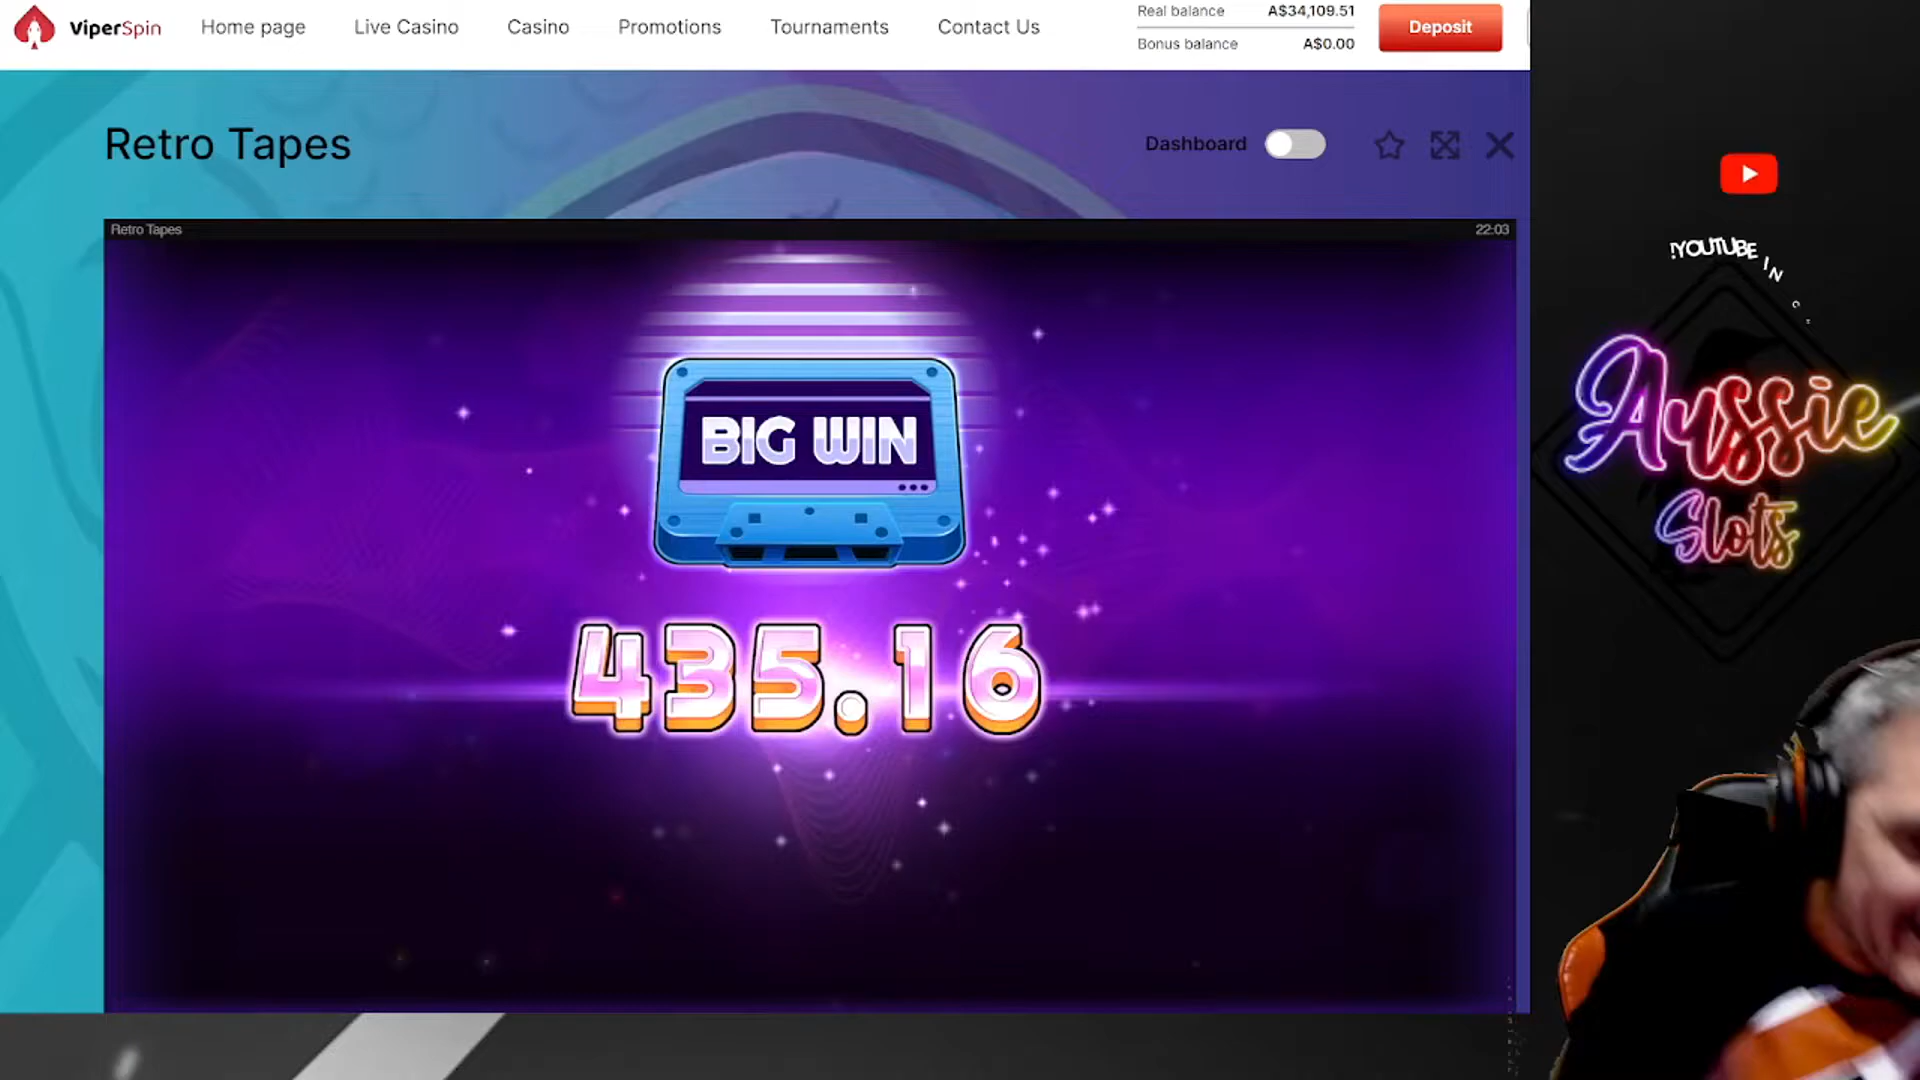 ViperSpin
Home page
Live Casino
Casino
Promotions
Tournaments
Contact Us
Real balance A$34,109.51
Bonus balance A$0.00
Deposit
Retro Tapes
Dashboard
Retro Tapes
22:03
BIG WIN
435.16
!YOUTUBE IN C
Aussie
Slots